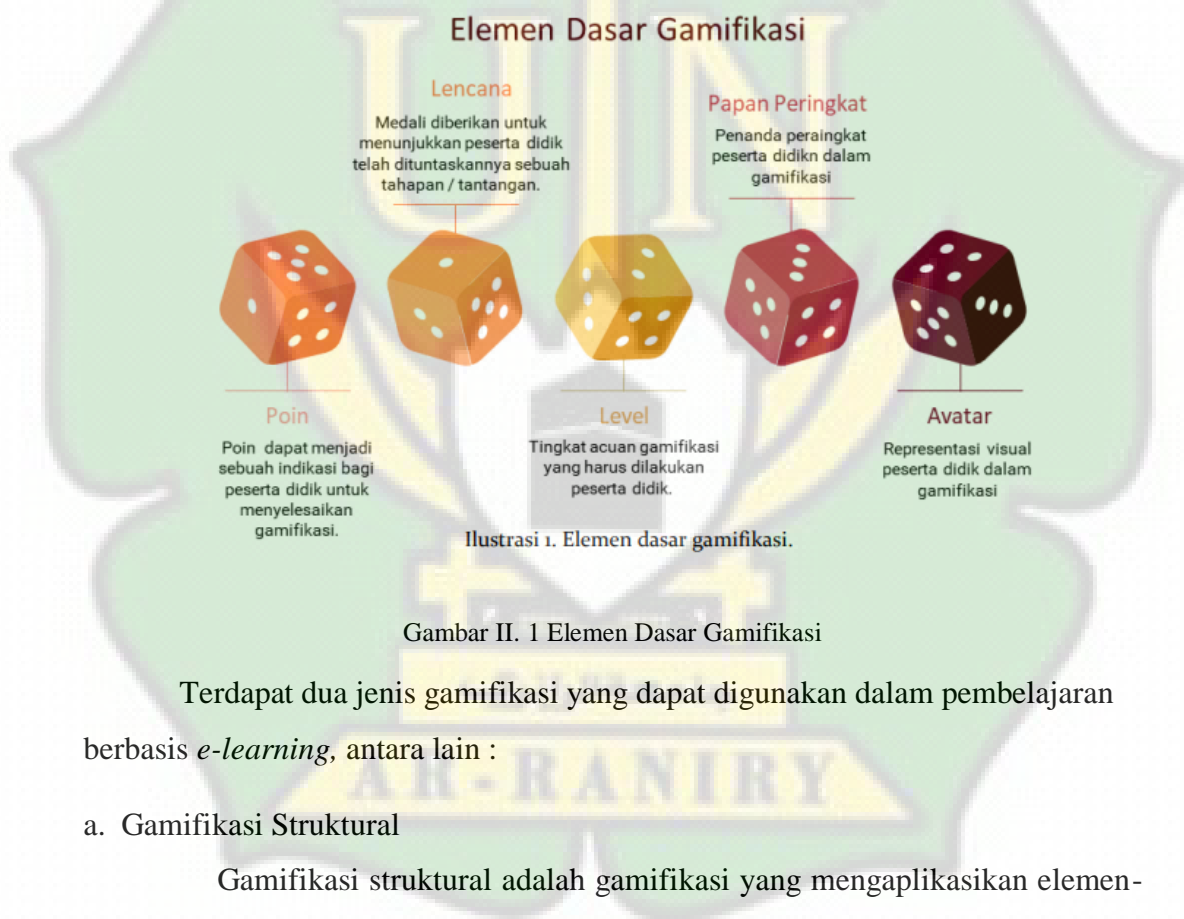 Elemen Dasar Gamifikasi
Lencana
Medali diberikan untuk
menunjukkan peserta didik
telah dituntaskannya sebuah
tahapan / tantangan.
Papan Peringkat
Penanda peraingkat
peserta didikn dalam
gamifikasi
Poin
Poin dapat menjadi
sebuah indikasi bagi
peserta didik untuk
menyelesaikan
gamifikasi.
Level
Tingkat acuan gamifikasi
yang harus dilakukan
peserta didik.
Avatar
Representasi visual
peserta didik dalam
gamifikasi
Ilustrasi 1. Elemen dasar gamifikasi.
Gambar II. 1 Elemen Dasar Gamifikasi
Terdapat dua jenis gamifikasi yang dapat digunakan dalam pembelajaran
berbasis e-learning, antara lain :
a. Gamifikasi Struktural
Gamifikasi struktural adalah gamifikasi yang mengaplikasikan elemen-
UIN
AR-RANIRY